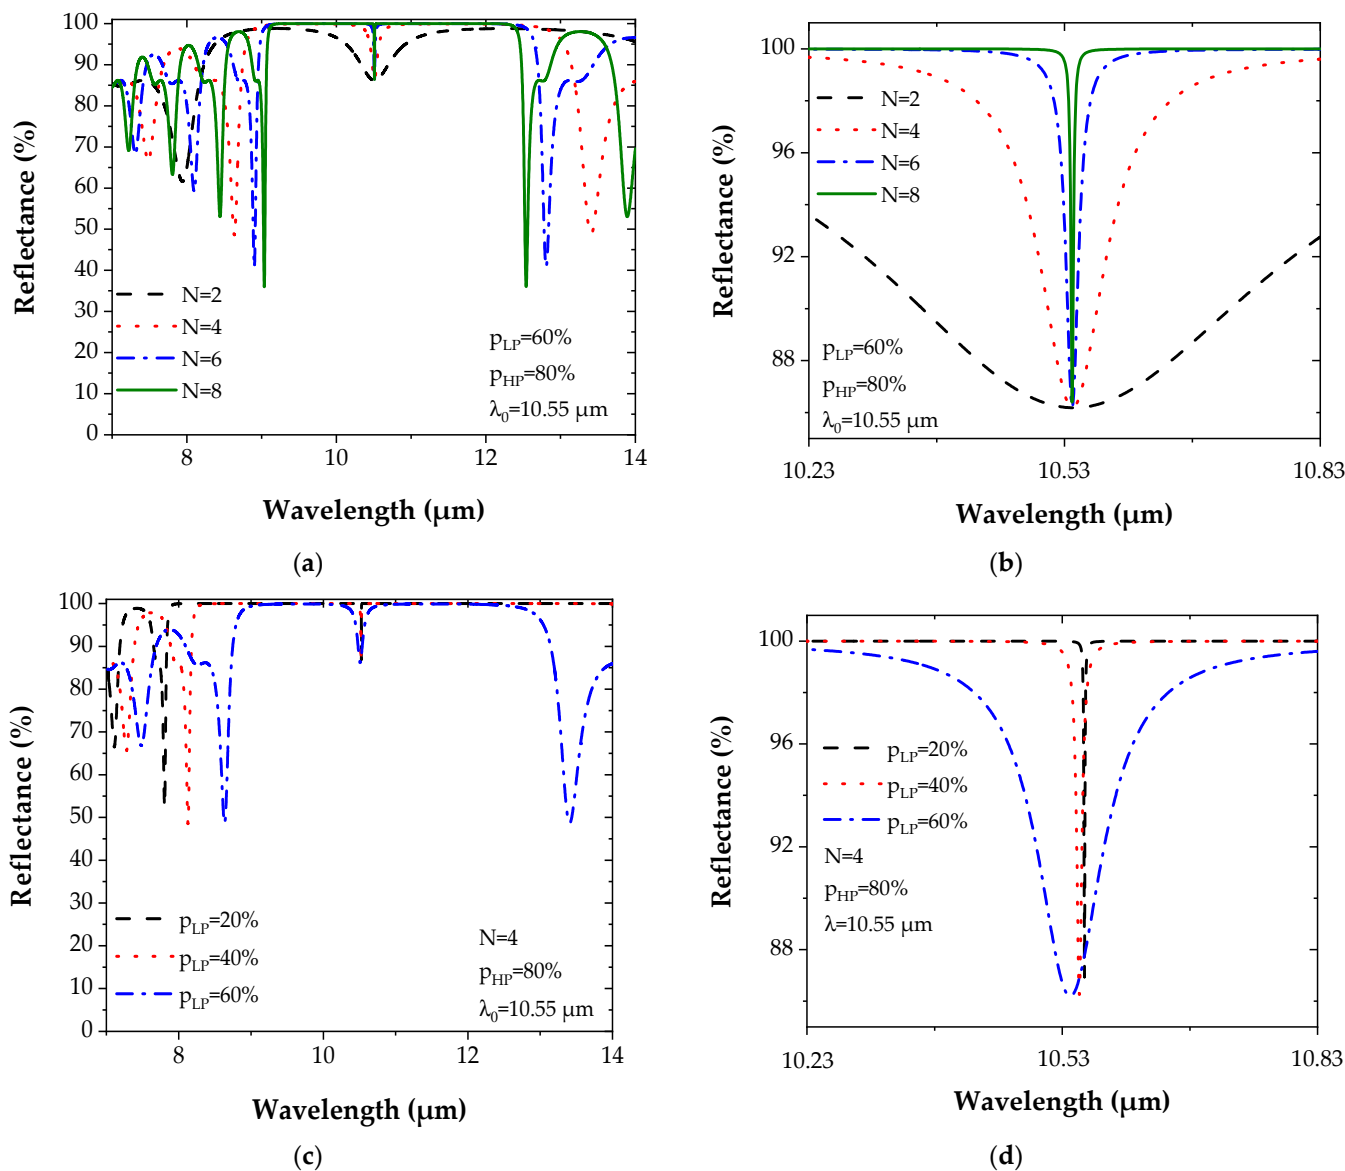 100
90
80
70
60
50
40
30
20
10
0
Reflectance (%)
N=2
N=4
N=6
N=8
pLP=60%
pHP=80%
λ0=10.55 µm
8
10
12
14
Wavelength (µm)
(a)
100
96
92
88
Reflectance (%)
N=2
N=4
N=6
N=8
pLP=60%
pHP=80%
λ0=10.55 µm
10.23
10.53
10.83
Wavelength (µm)
(b)
100
90
80
70
60
50
40
30
20
10
0
Reflectance (%)
pLP=20%
pLP=40%
pLP=60%
N=4
pHP=80%
λ0=10.55 µm
8
10
12
14
Wavelength (µm)
(c)
100
96
92
88
Reflectance (%)
pLP=20%
pLP=40%
pLP=60%
N=4
pHP=80%
λ=10.55 µm
10.23
10.53
10.83
Wavelength (µm)
(d)